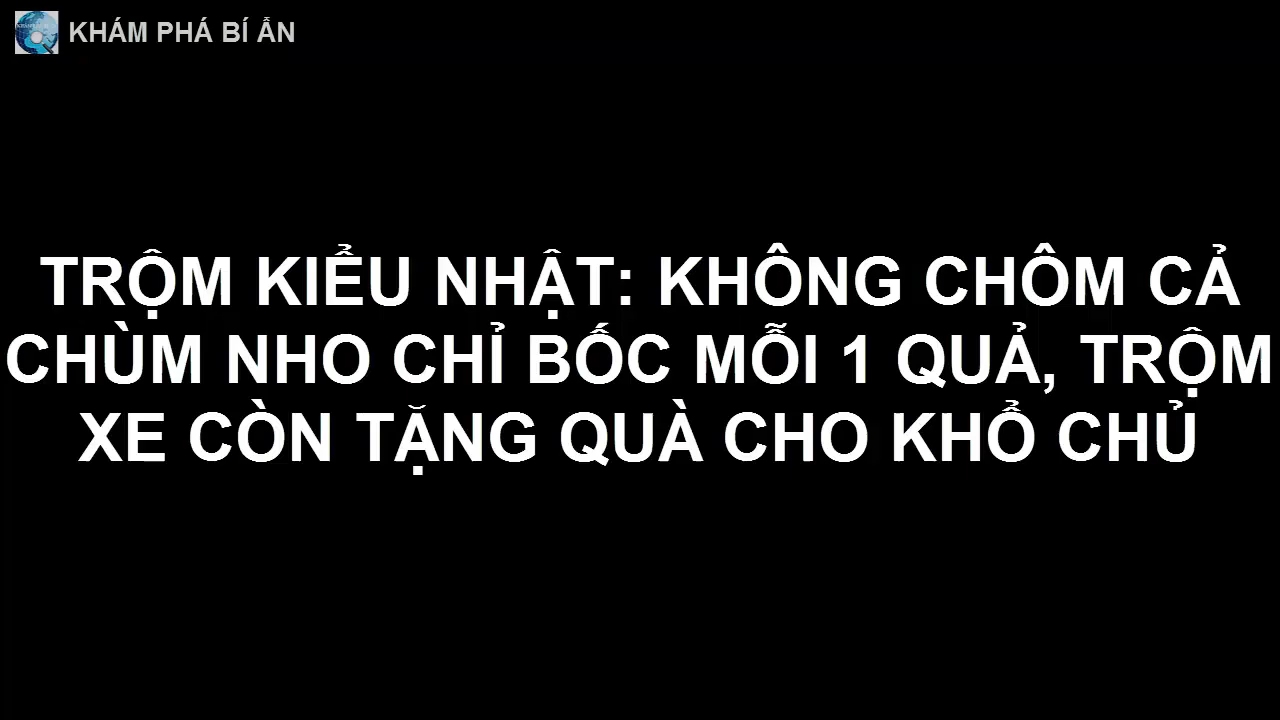 KHÁM PHÁ BÍ ẨN
TRỘM KIỂU NHẬT: KHÔNG CHÔM CẢ
CHÙM NHO CHỈ BỐC MỖI 1 QUẢ, TRỘM
XE CÒN TẶNG QUÀ CHO KHỔ CHỦ